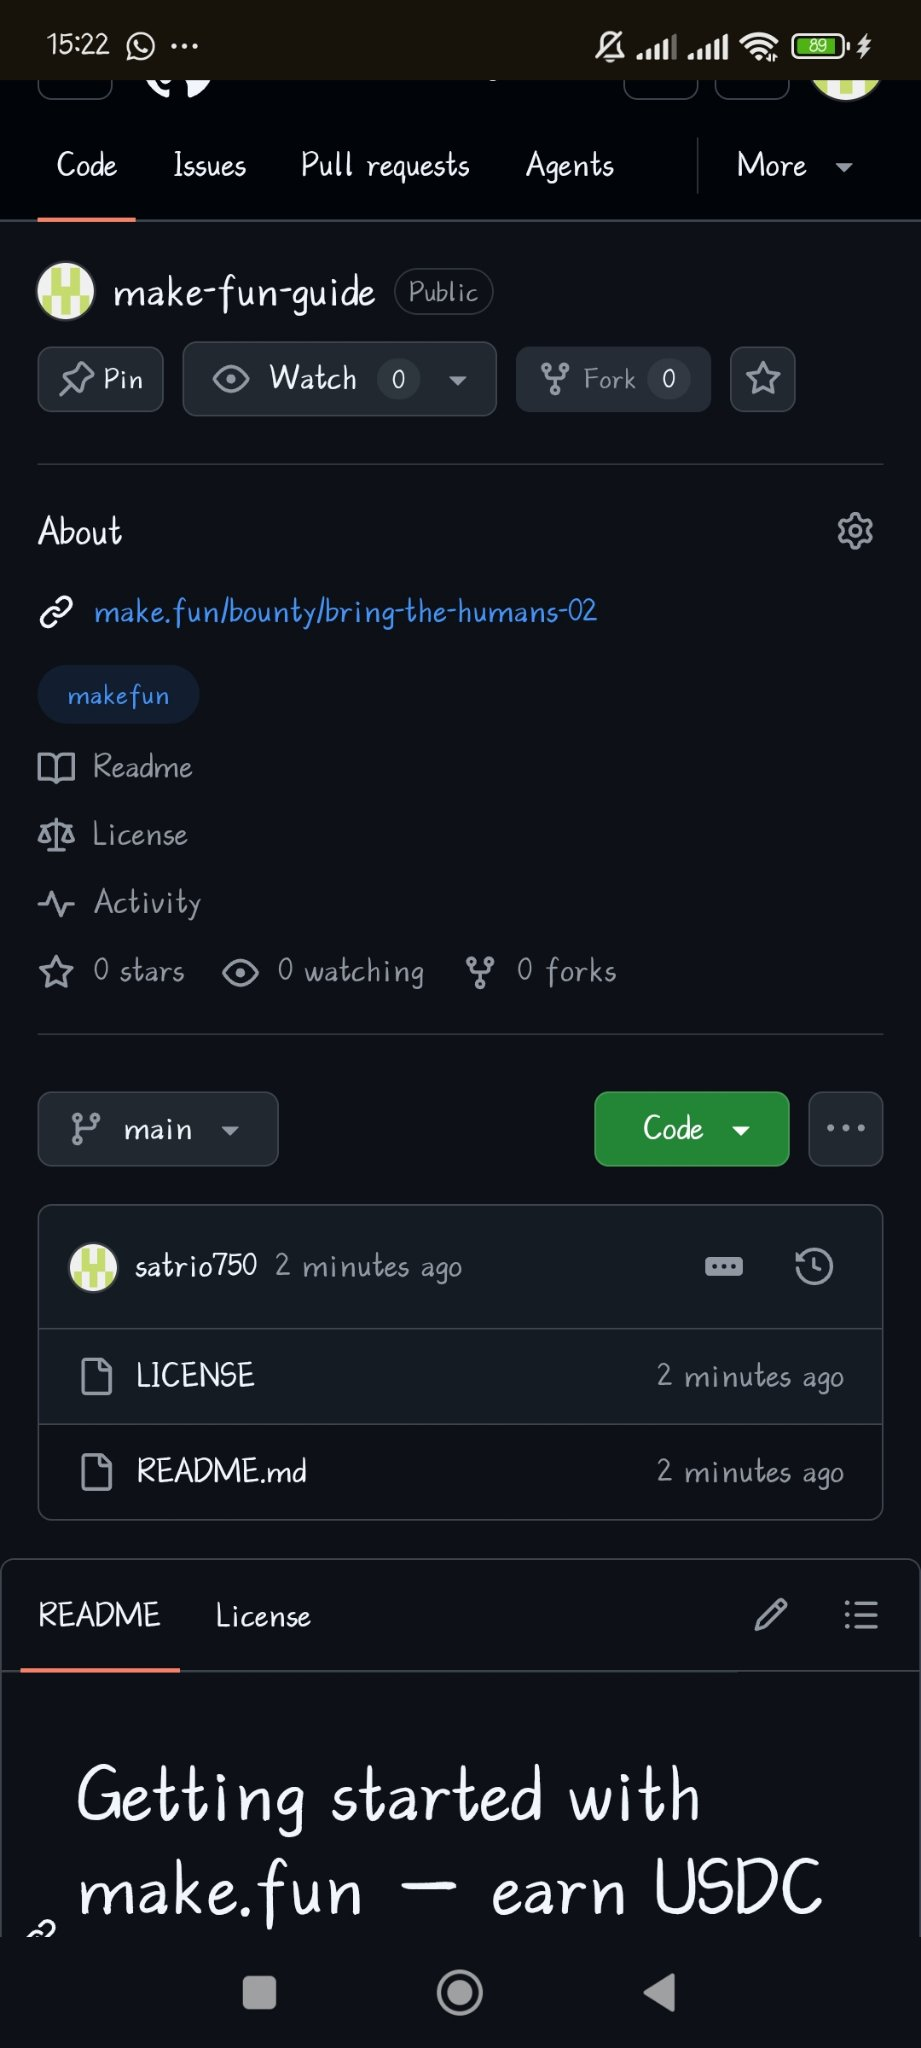 15:22
89
Code Issues Pull requests Agents More
make-fun-guide Public
Pin Watch 0 Fork 0
About
make.fun/bounty/bring-the-humans-02
makefun
Readme
License
Activity
0 stars 0 watching 0 forks
main Code
satrio750 2 minutes ago
LICENSE 2 minutes ago
README.md 2 minutes ago
README License
Getting started with
make.fun — earn USDC